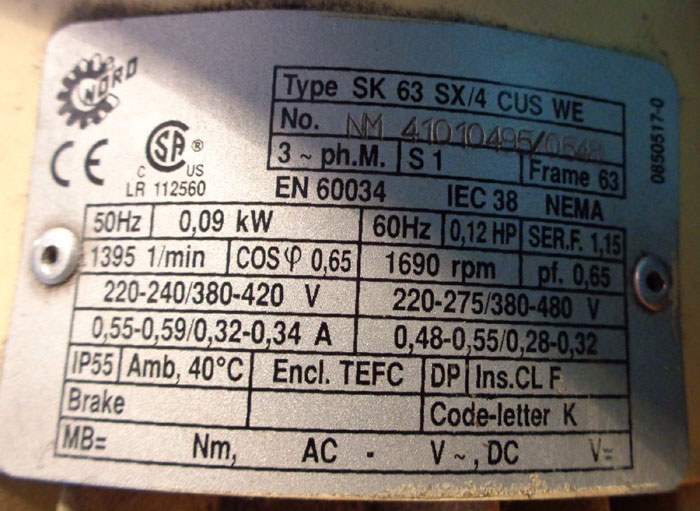 NORD
Type SK 63 SX/4 CUS WE
No. NM 41010495/0548
3 ~ ph.M. S 1 Frame 63
0850517-0
CE
CSA ®
C US
LR 112560
EN 60034 IEC 38 NEMA
50Hz 0,09 kW 60Hz 0,12 HP SER.F. 1,15
1395 1/min COSφ 0,65 1690 rpm pf. 0,65
220-240/380-420 V 220-275/380-480 V
0,55-0,59/0,32-0,34 A 0,48-0,55/0,28-0,32
IP55 Amb, 40°C Encl. TEFC DP Ins.CL F
Brake Code-letter K
MB= Nm, AC - V ~, DC V=